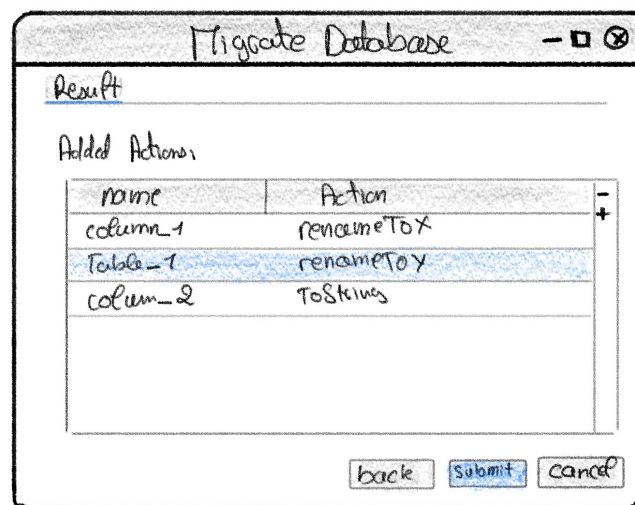 Migrate Database
Result
Added Actions:
name Action
column_1 renameToX
Table_1 renameToY
colum_2 ToString
back submit cancel